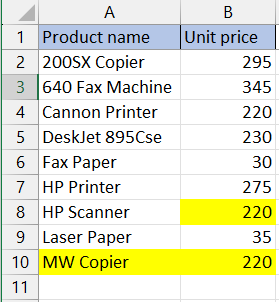 A B
1 Product name Unit price
2 200SX Copier 295
3 640 Fax Machine 345
4 Cannon Printer 220
5 DeskJet 895Cse 230
6 Fax Paper 30
7 HP Printer 275
8 HP Scanner 220
9 Laser Paper 35
10 MW Copier 220
11